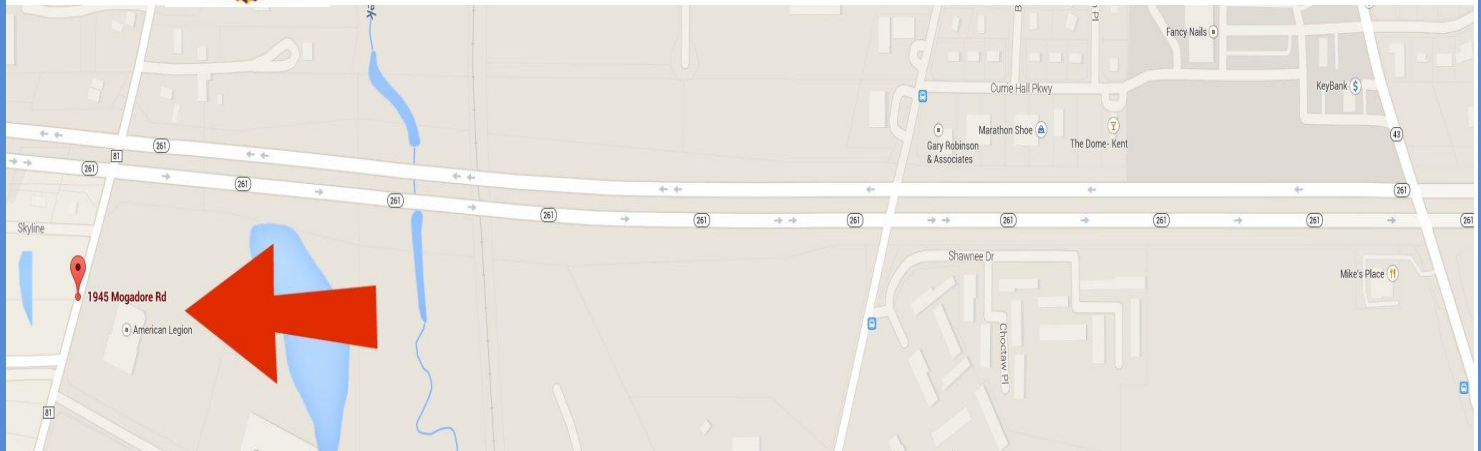 Fancy Nails
KeyBank
Currie Hall Pkwy
Marathon Shoe
Gary Robinson
& Associates
The Dome- Kent
43
261
81
261
261
261
261
261
261
261
261
261
261
261
Skyline
Shawnee Dr
Mike's Place
1945 Mogadore Rd
American Legion
Choctaw Pl
81